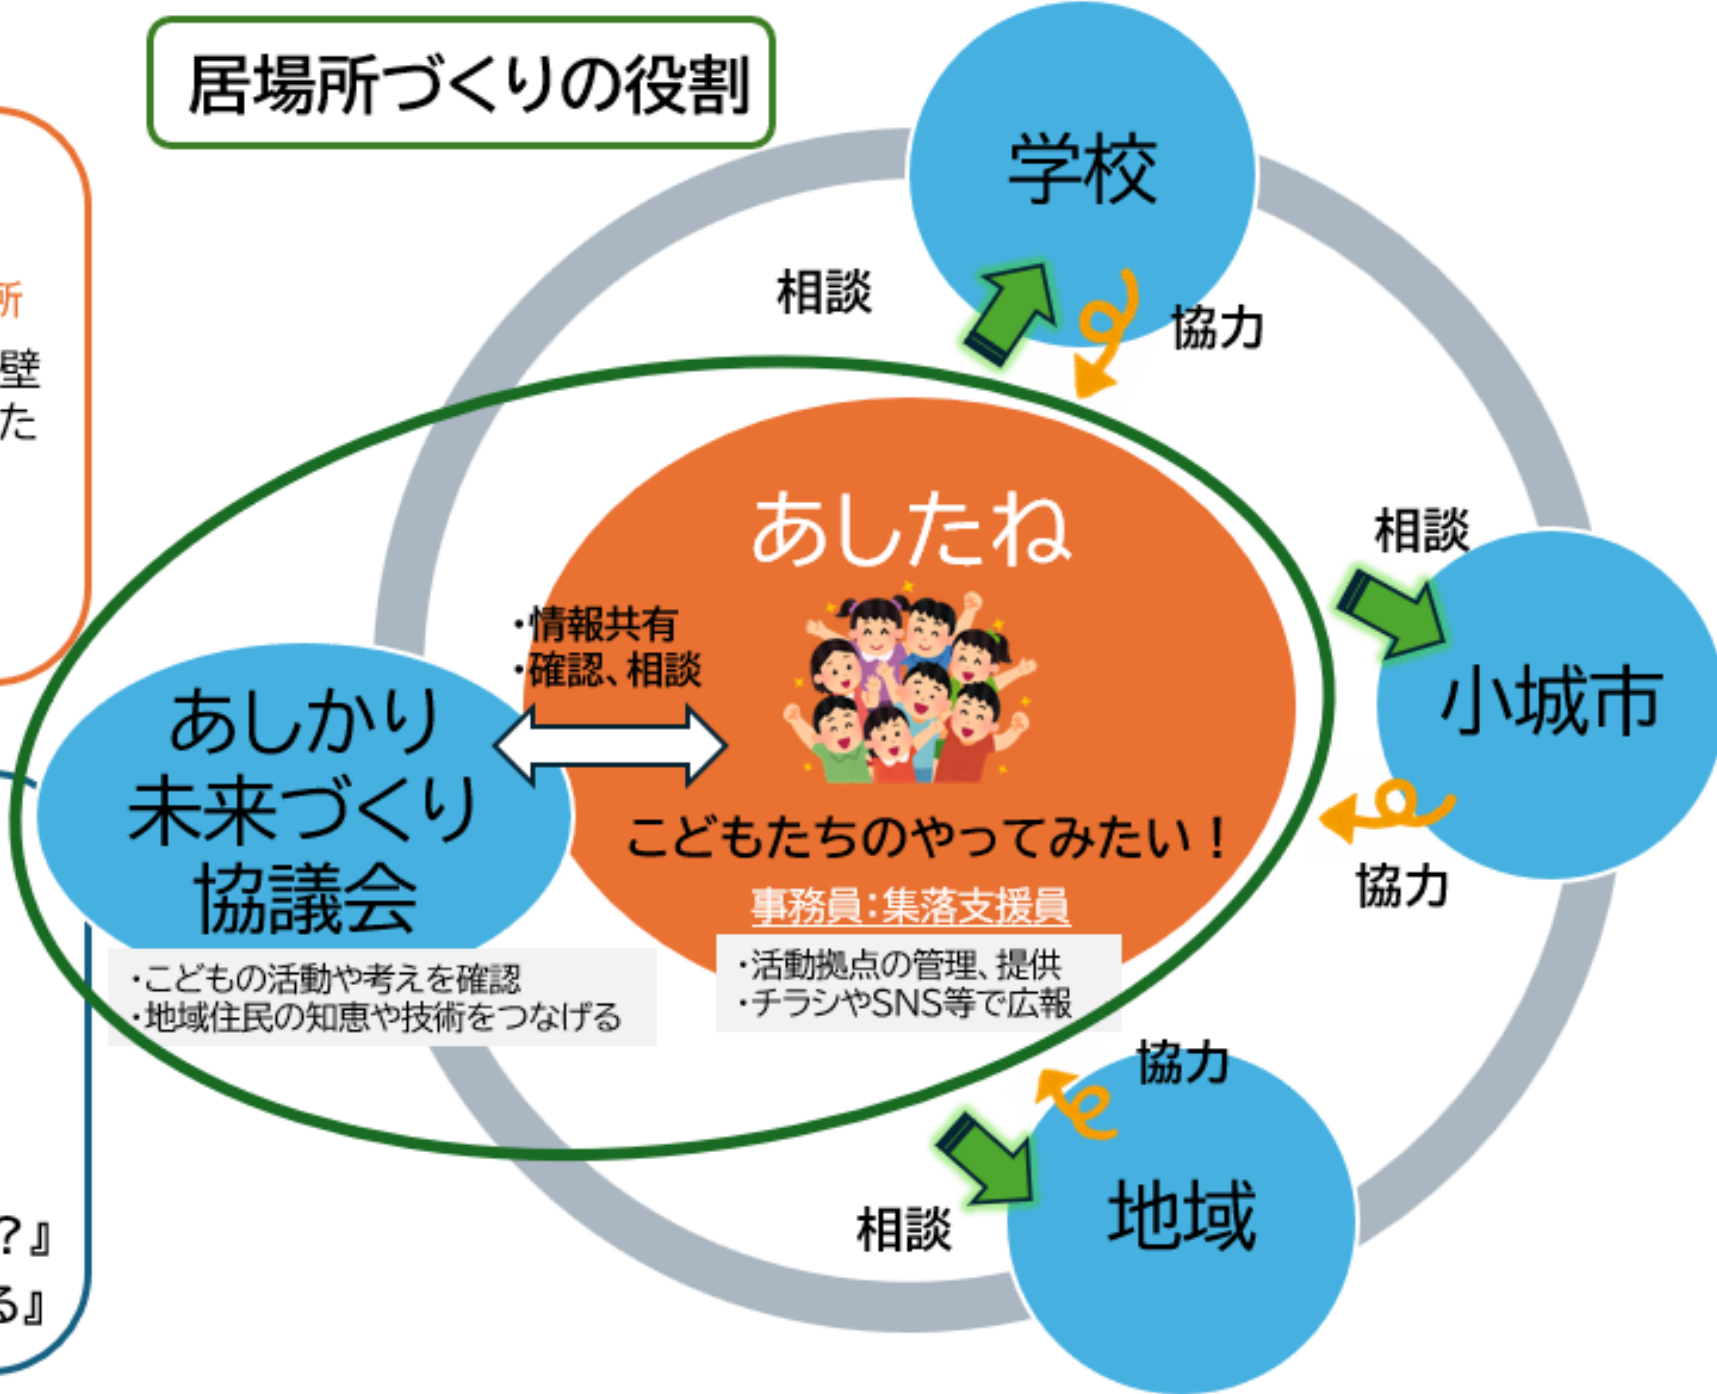 居場所づくりの役割
学校
所
相談
協力
壁
た
あしたね
相談
・情報共有
・確認、相談
あしかり
未来づくり
協議会
小城市
こどもたちのやってみたい！
協力
事務員：集落支援員
・こどもの活動や考えを確認
・地域住民の知恵や技術をつなげる
・活動拠点の管理、提供
・チラシやSNS等で広報
協力
相談
地域
？』
る』